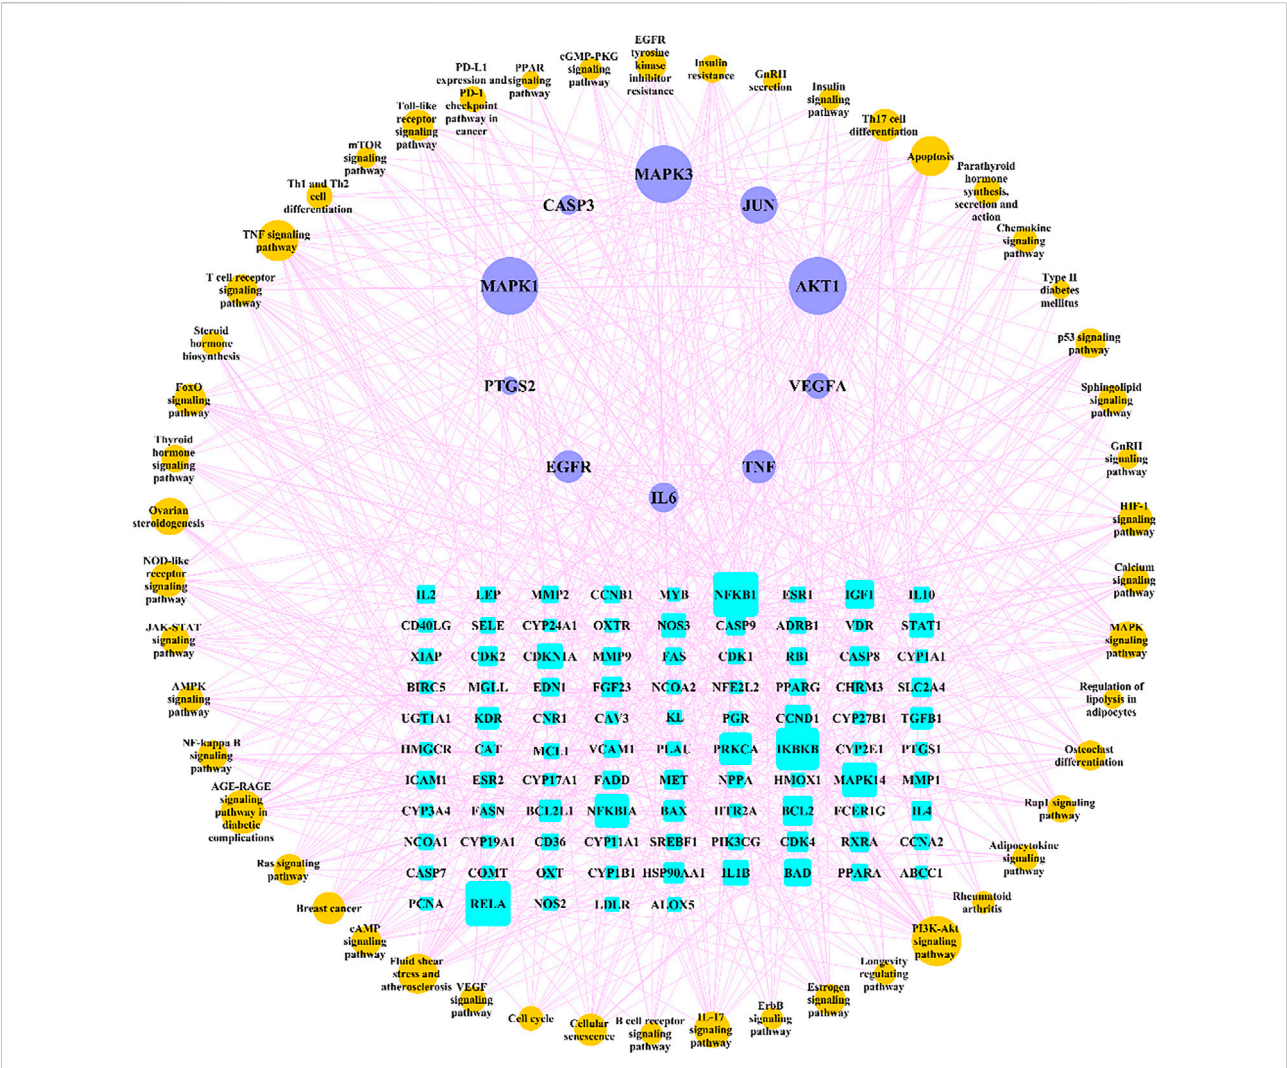 EGFR
tyrosine
kinase
inhibitor
resistance
Insulin
resistance
GnRH
secretion
Insulin
signaling
pathway
Th17 cell
differentiation
Apoptosis
Parathyroid
hormone
synthesis,
secretion and
action
Chemokine
signaling
pathway
Type II
diabetes
mellitus
p53 signaling
pathway
Sphingolipid
signaling
pathway
GnRH
signaling
pathway
HIF-1
signaling
pathway
Calcium
signaling
pathway
MAPK
signaling
pathway
Regulation of
lipolysis in
adipocytes
Osteoclast
differentiation
Rap1 signaling
pathway
Adipocytokine
signaling
pathway
Rheumatoid
arthritis
PI3K-Akt
signaling
pathway
Longevity
regulating
pathway
Estrogen
signaling
pathway
ErbB
signaling
pathway
IL-17
signaling
pathway
B cell receptor
signaling
pathway
Cellular
senescence
Cell cycle
VEGF
signaling
pathway
Fluid shear
stress and
atherosclerosis
cAMP
signaling
pathway
Breast cancer
Ras signaling
pathway
AGE-RAGE
signaling
pathway in
diabetic
complications
NF-kappa B
signaling
pathway
AMPK
signaling
pathway
JAK-STAT
signaling
pathway
NOD-like
receptor
signaling
pathway
Ovarian
steroidogenesis
Thyroid
hormone
signaling
pathway
FoxO
signaling
pathway
Steroid
hormone
biosynthesis
T cell receptor
signaling
pathway
TNF signaling
pathway
Th1 and Th2
cell
differentiation
mTOR
signaling
pathway
Toll-like
receptor
signaling
pathway
PD-L1
expression and
PD-1
checkpoint
pathway in
cancer
PPAR
signaling
pathway
cGMP-PKG
signaling
pathway
MAPK3
CASP3
JUN
MAPK1
AKT1
PTGS2
VEGFA
EGFR
TNF
IL6
IL2 LEP MMP2 CCNB1 MYB NFKB1 ESR1 IGF1 IL10
CD40LG SELE CYP24A1 OXTR NOS3 CASP9 ADRB1 VDR STAT1
XIAP CDK2 CDKN1A MMP9 FAS CDK1 RB1 CASP8 CYP1A1
BIRC5 MGLL EDN1 FGF23 NCOA2 NFE2L2 PPARG CHRM3 SLC2A4
UGT1A1 KDR CNR1 CAV3 KL PGR CCND1 CYP27B1 TGFB1
HMGCR CAT MCL1 VCAM1 PLAU PRKCA IKBKB CYP2E1 PTGS1
ICAM1 ESR2 CYP17A1 FADD MET NPPA HMOX1 MAPK14 MMP1
CYP3A4 FASN BCL2L1 NFKBIA BAX HTR2A BCL2 FCER1G IL4
NCOA1 CYP19A1 CD36 CYP11A1 SREBF1 PIK3CG CDK4 RXRA CCNA2
CASP7 COMT OXT CYP1B1 HSP90AA1 IL1B BAD PPARA ABCC1
PCNA RELA NOS2 LDLR ALOX5